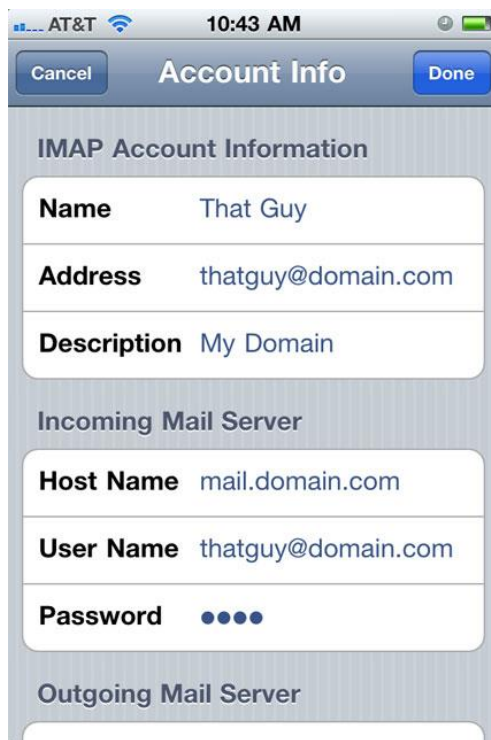 AT&T 10:43 AM
Cancel Account Info Done
IMAP Account Information
Name That Guy
Address thatguy@domain.com
Description My Domain
Incoming Mail Server
Host Name mail.domain.com
User Name thatguy@domain.com
Password ●●●●
Outgoing Mail Server